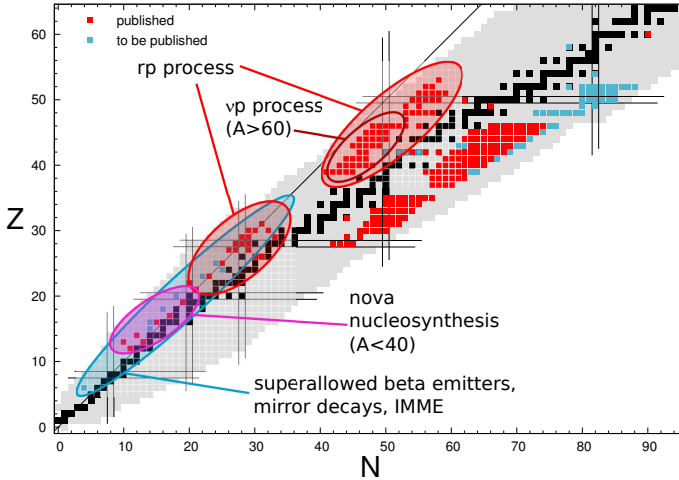 published
to be published
rp process
νp process
(A>60)
nova
nucleosynthesis
(A<40)
superallowed beta emitters,
mirror decays, IMME
Z
60
50
40
30
20
10
0
0 10 20 30 40 50 60 70 80 90
N